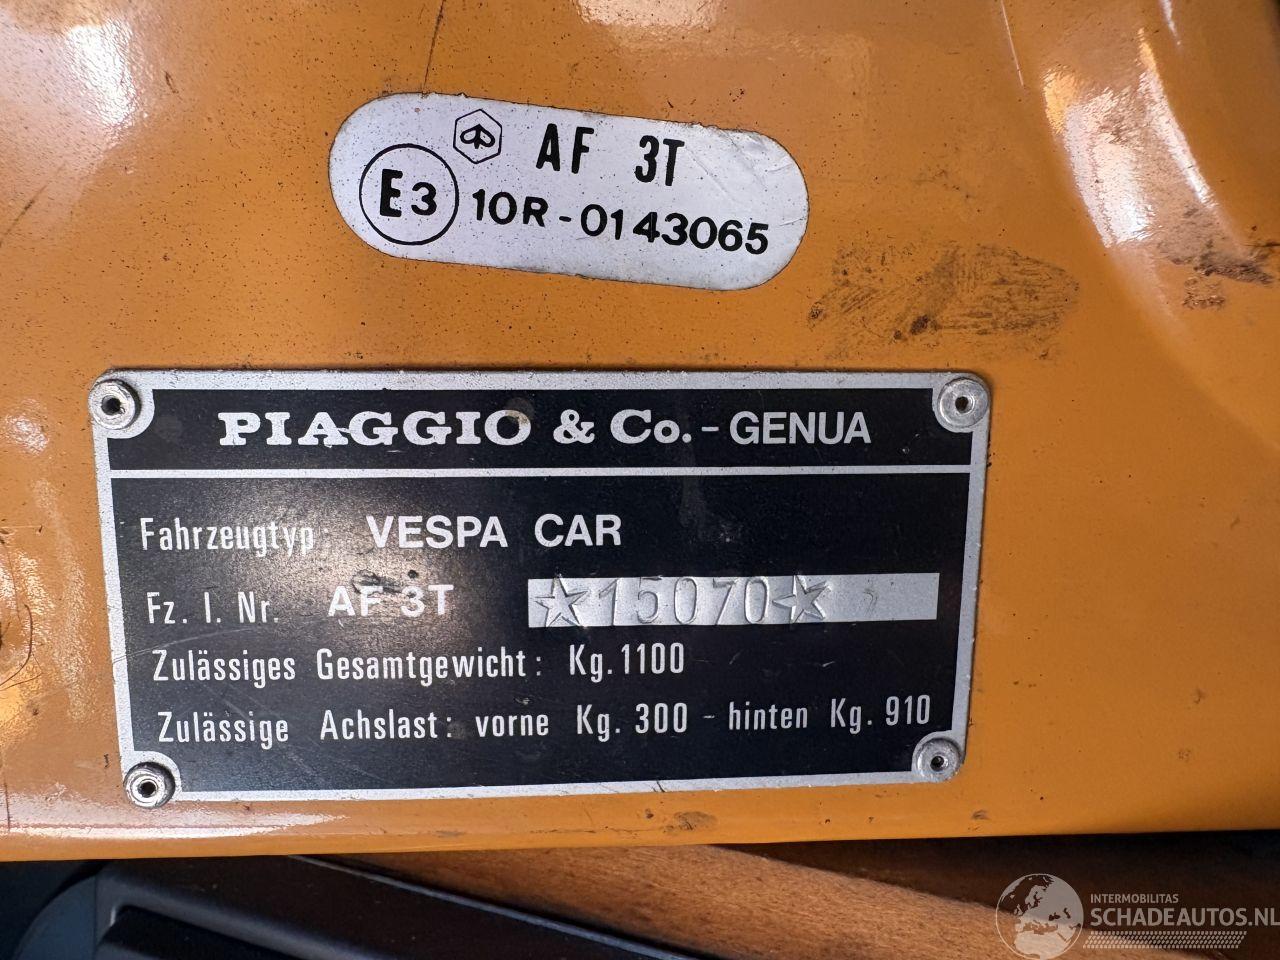 AF 3T
E3 10R-0143065
PIAGGIO & Co. - GENUA
Fahrzeugtyp: VESPA CAR
Fz. I. Nr. AF 3T ☆15070☆
Zulässiges Gesamtgewicht: Kg. 1100
Zulässige Achslast: vorne Kg. 300 - hinten Kg. 910
INTERMOBILITAS
SCHADEAUTOS.NL